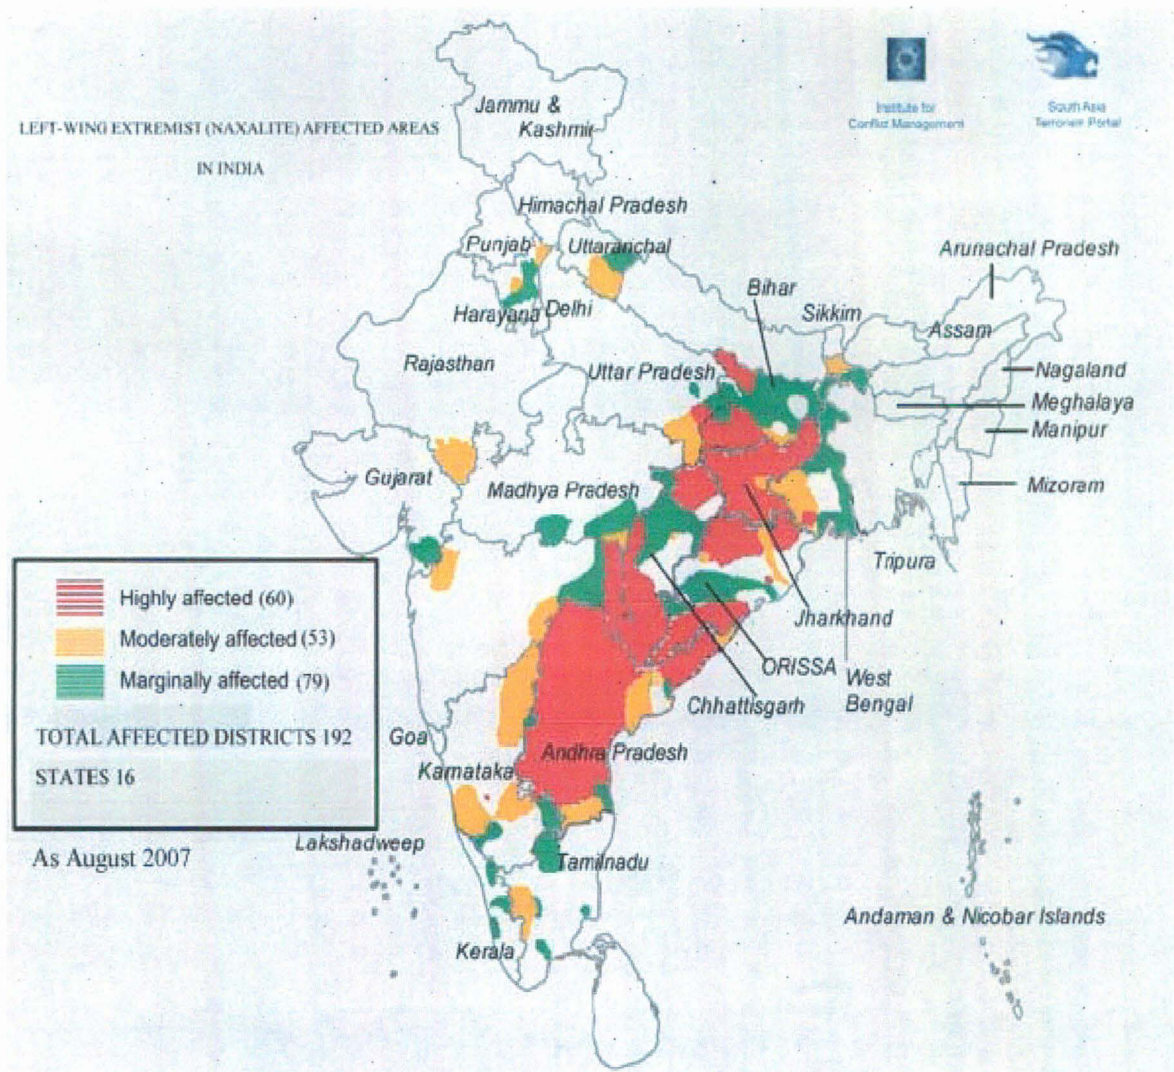 LEFT-WING EXTREMIST (NAXALITE) AFFECTED AREAS
IN INDIA
Institute for
Conflict Management
South Asia
Terrorism Portal
Jammu &
Kashmir
Himachal Pradesh
Punjab
Uttaranchal
Arunachal Pradesh
Bihar
Sikkim
Harayana
Delhi
Assam
Rajasthan
Uttar Pradesh
Nagaland
Meghalaya
Manipur
Gujarat
Madhya Pradesh
Mizoram
Tripura
Highly affected (60)
Moderately affected (53)
Marginally affected (79)
TOTAL AFFECTED DISTRICTS 192
STATES 16
Jharkhand
ORISSA
West
Bengal
Chhattisgarh
Goa
Andhra Pradesh
Karnataka
Lakshadweep
As August 2007
Tamilnadu
Andaman & Nicobar Islands
Kerala